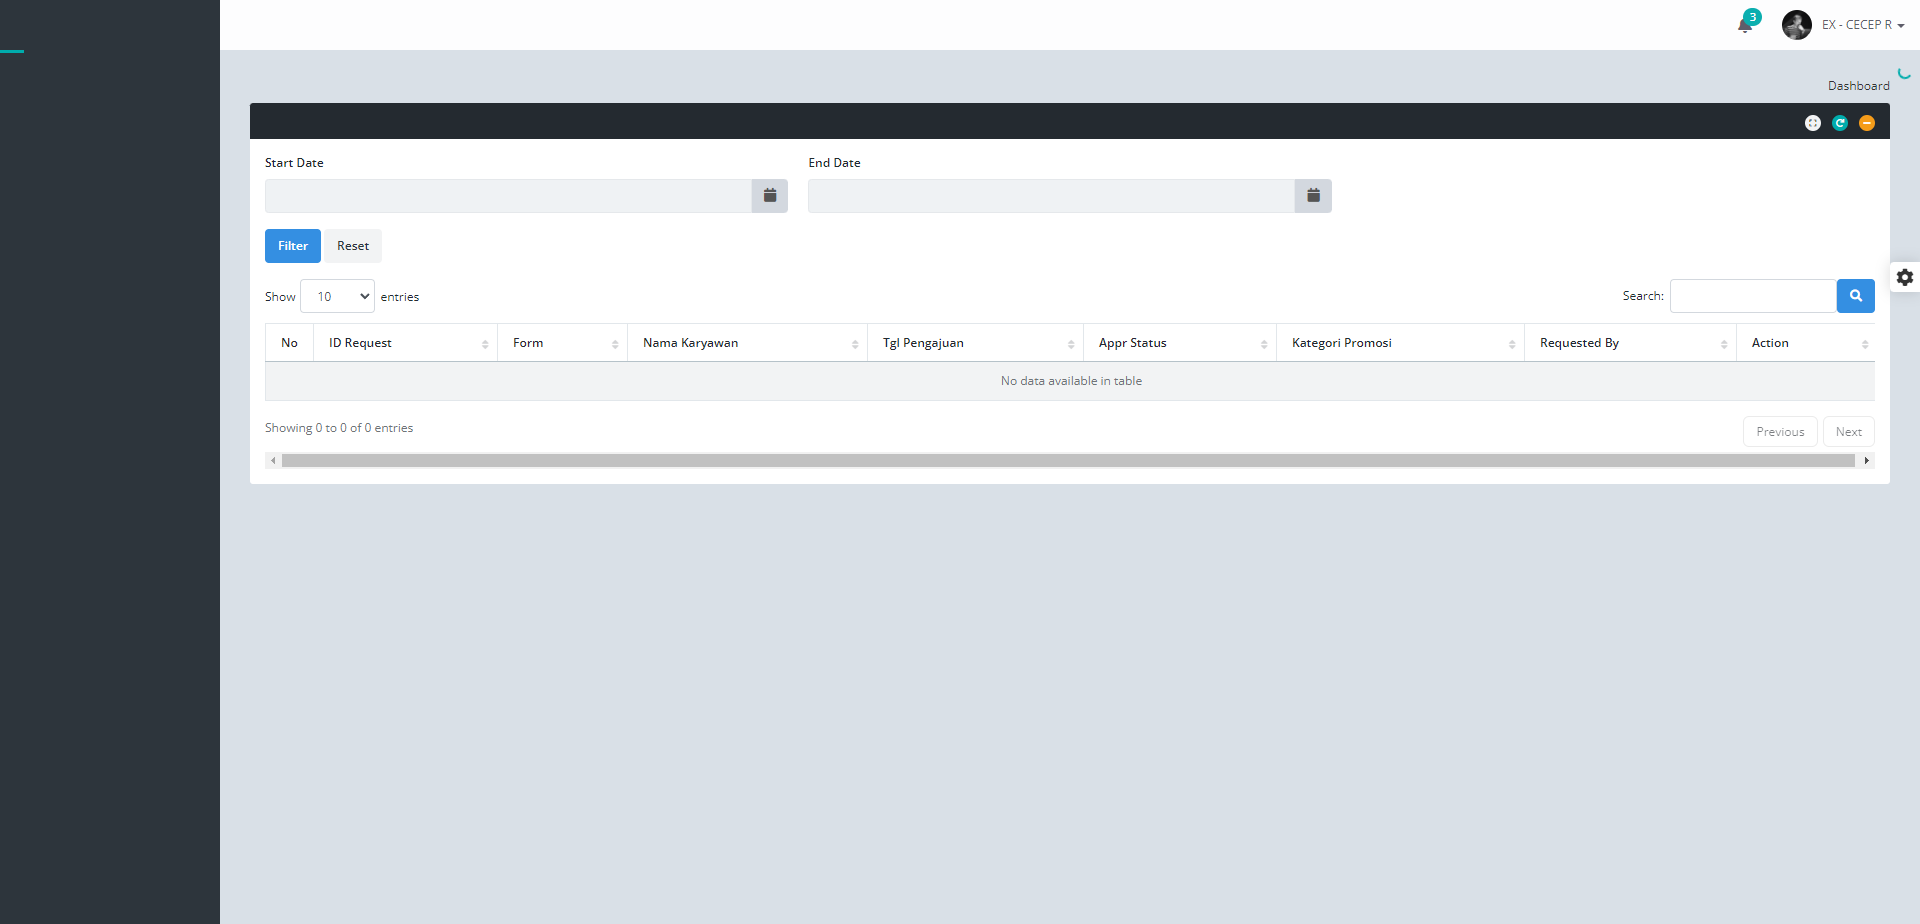 3
EX - CECEP R
Dashboard
Start Date
End Date
Filter
Reset
Show 10 entries
Search:
No ID Request Form Nama Karyawan Tgl Pengajuan Appr Status Kategori Promosi Requested By Action
No data available in table
Showing 0 to 0 of 0 entries
Previous Next